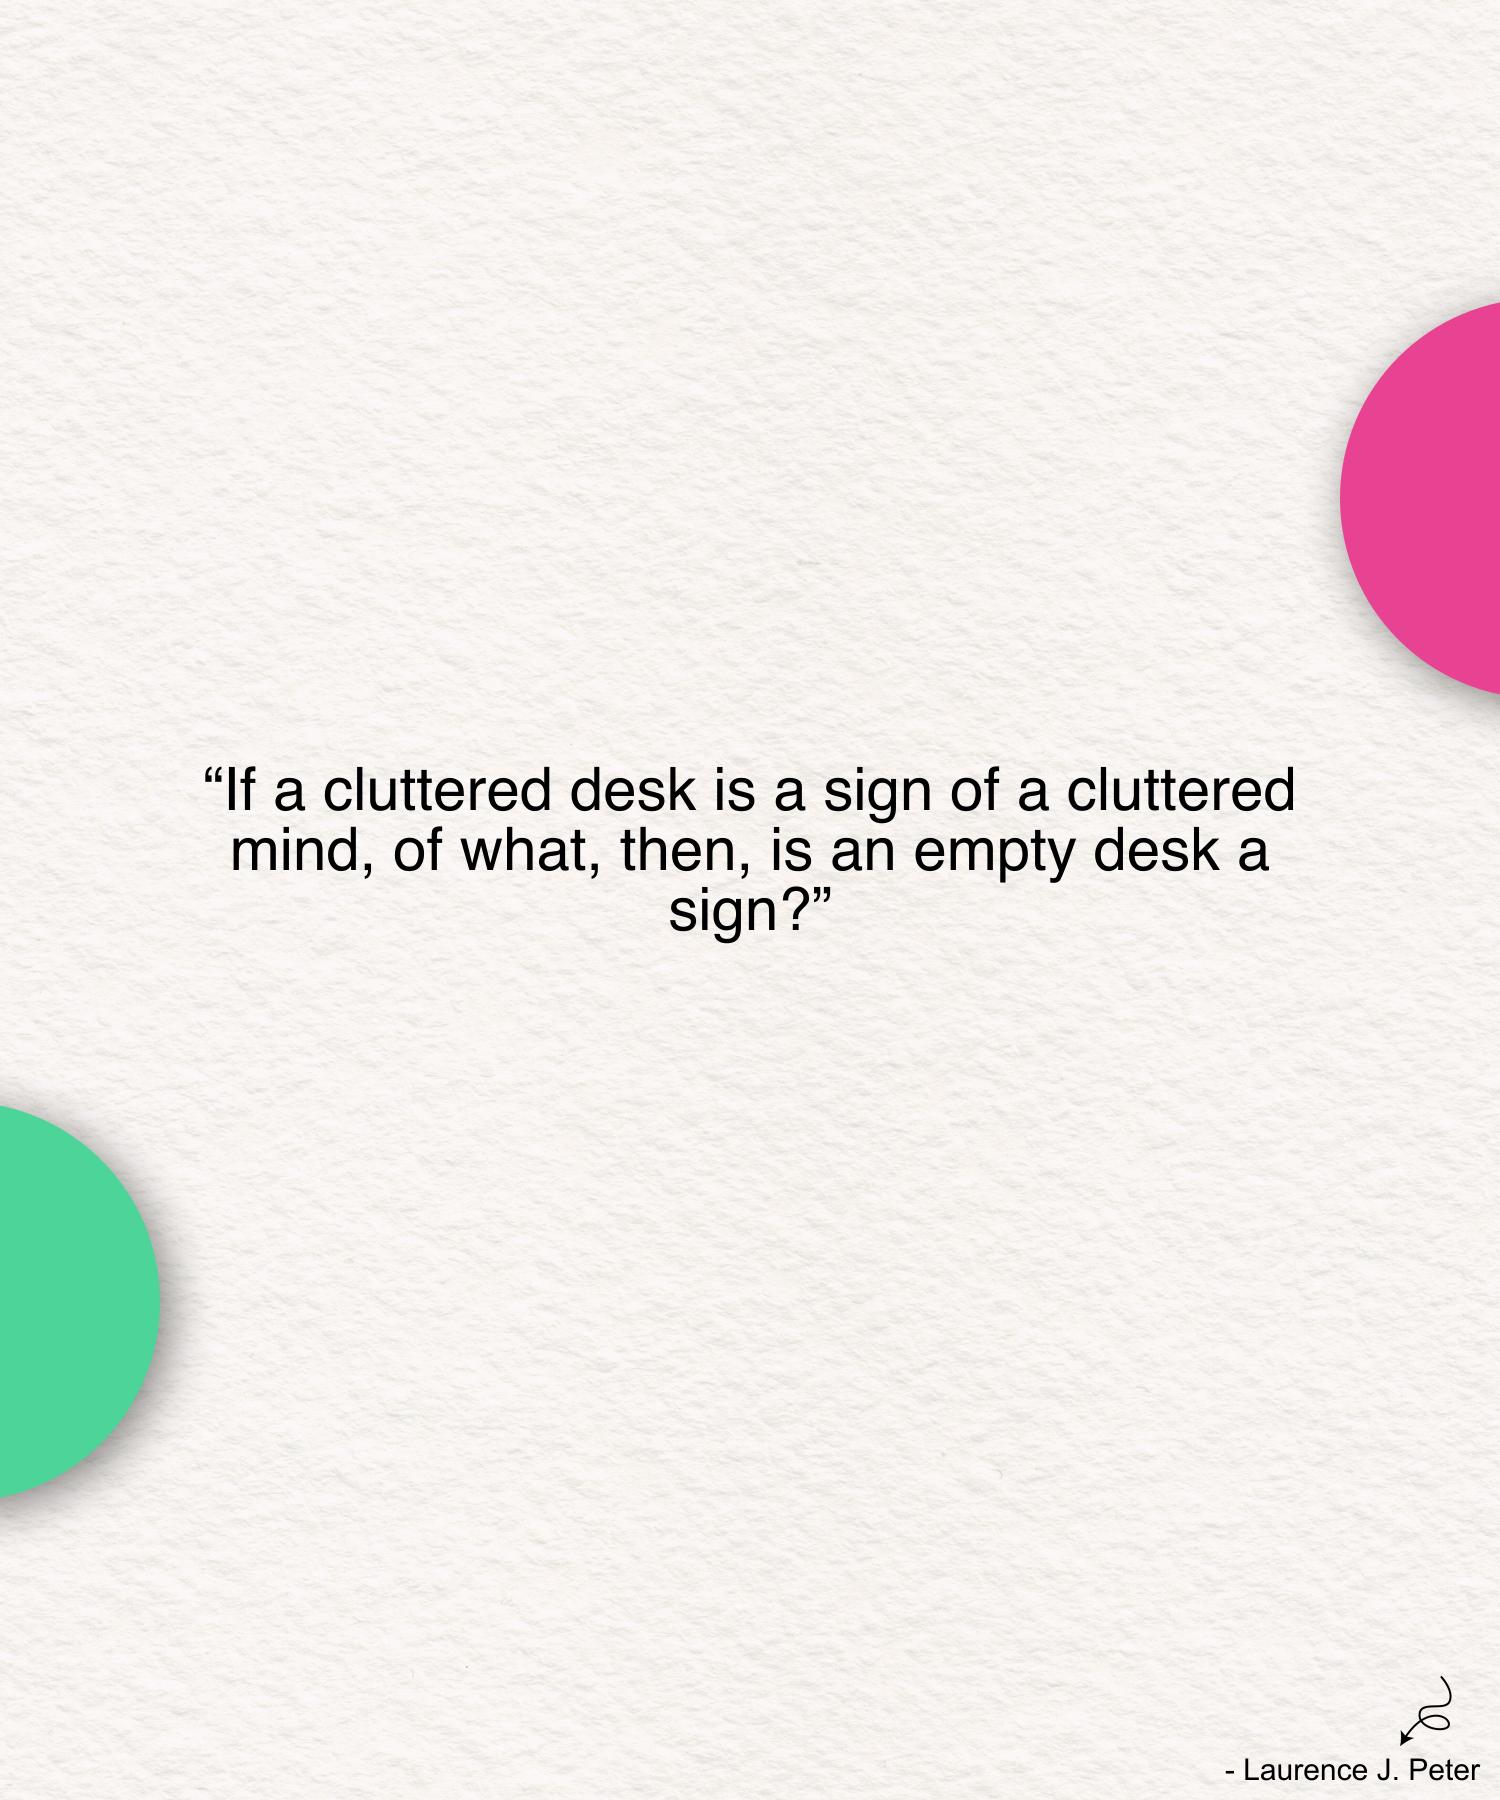 “If a cluttered desk is a sign of a cluttered
mind, of what, then, is an empty desk a
sign?”
- Laurence J. Peter